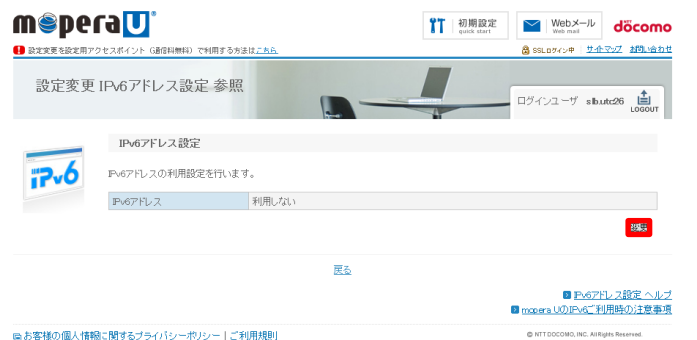 mopera U
初期設定
quick start
Webメール
Web mail
NTT
döcomo
設定変更を設定用アクセスポイント（通信料無料）で利用する方法はこちら
SSLログイン中 サイトマップ お問い合わせ
設定変更 IPv6アドレス設定 参照
ログインユーザ slb.utc26
LOGOUT
IPv6
IPv6アドレス設定
IPv6アドレスの利用設定を行います。
IPv6アドレス 利用しない
変更
戻る
IPv6アドレス設定 ヘルプ
mopera UのIPv6ご利用時の注意事項
お客様の個人情報に関するプライバシーポリシー | ご利用規則
© NTT DOCOMO, INC. All Rights Reserved.